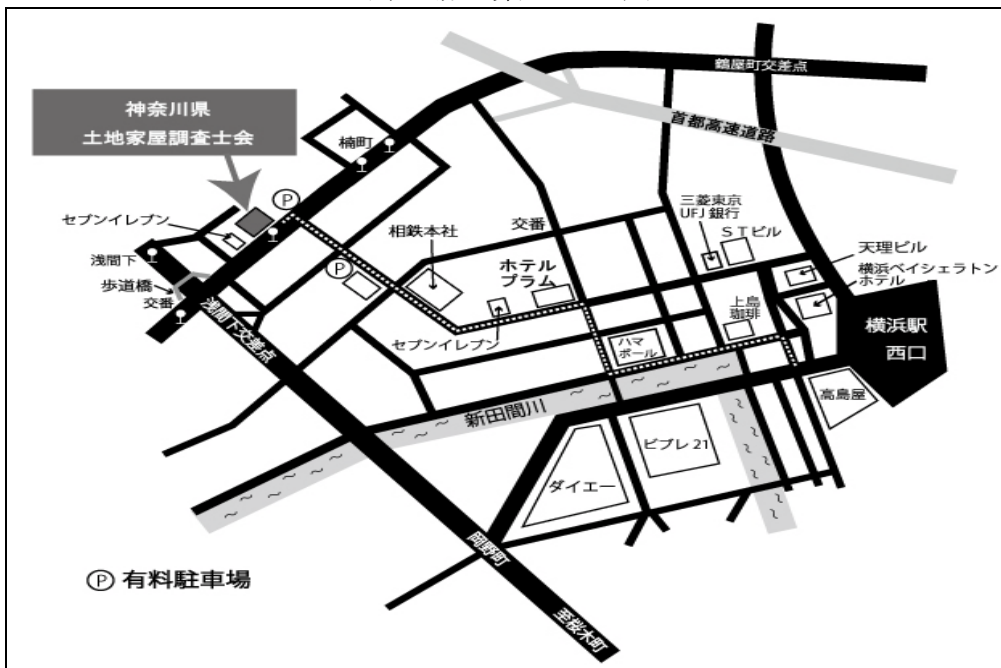 鶴屋町交差点
神奈川県
土地家屋調査士会
首都高速道路
楠町
P
三菱東京
UFJ銀行
STビル
セブンイレブン
相鉄本社
交番
天理ビル
浅間下
P
ホテル
プラム
横浜ベイシェラトン
ホテル
歩道橋
交番
上島
珈琲
浅間下交差点
セブンイレブン
ハマ
ボール
横浜駅
西口
新田間川
高島屋
ビブレ21
ダイエー
岡野町
P 有料駐車場
至桜木町